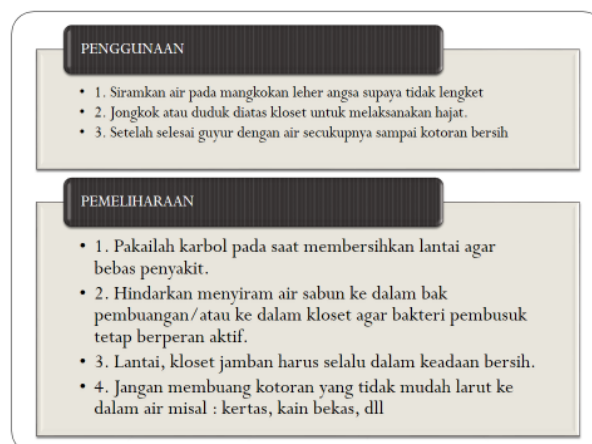 PENGGUNAAN
• 1. Siramkan air pada mangkokan leher angsa supaya tidak lengket
• 2. Jongkok atau duduk diatas kloset untuk melaksanakan hajat.
• 3. Setelah selesai guyur dengan air secukupnya sampai kotoran bersih
PEMELIHARAAN
• 1. Pakailah karbol pada saat membersihkan lantai agar
bebas penyakit.
• 2. Hindarkan menyiram air sabun ke dalam bak
pembuangan/atau ke dalam kloset agar bakteri pembusuk
tetap berperan aktif.
• 3. Lantai, kloset jamban harus selalu dalam keadaan bersih.
• 4. Jangan membuang kotoran yang tidak mudah larut ke
dalam air misal : kertas, kain bekas, dll